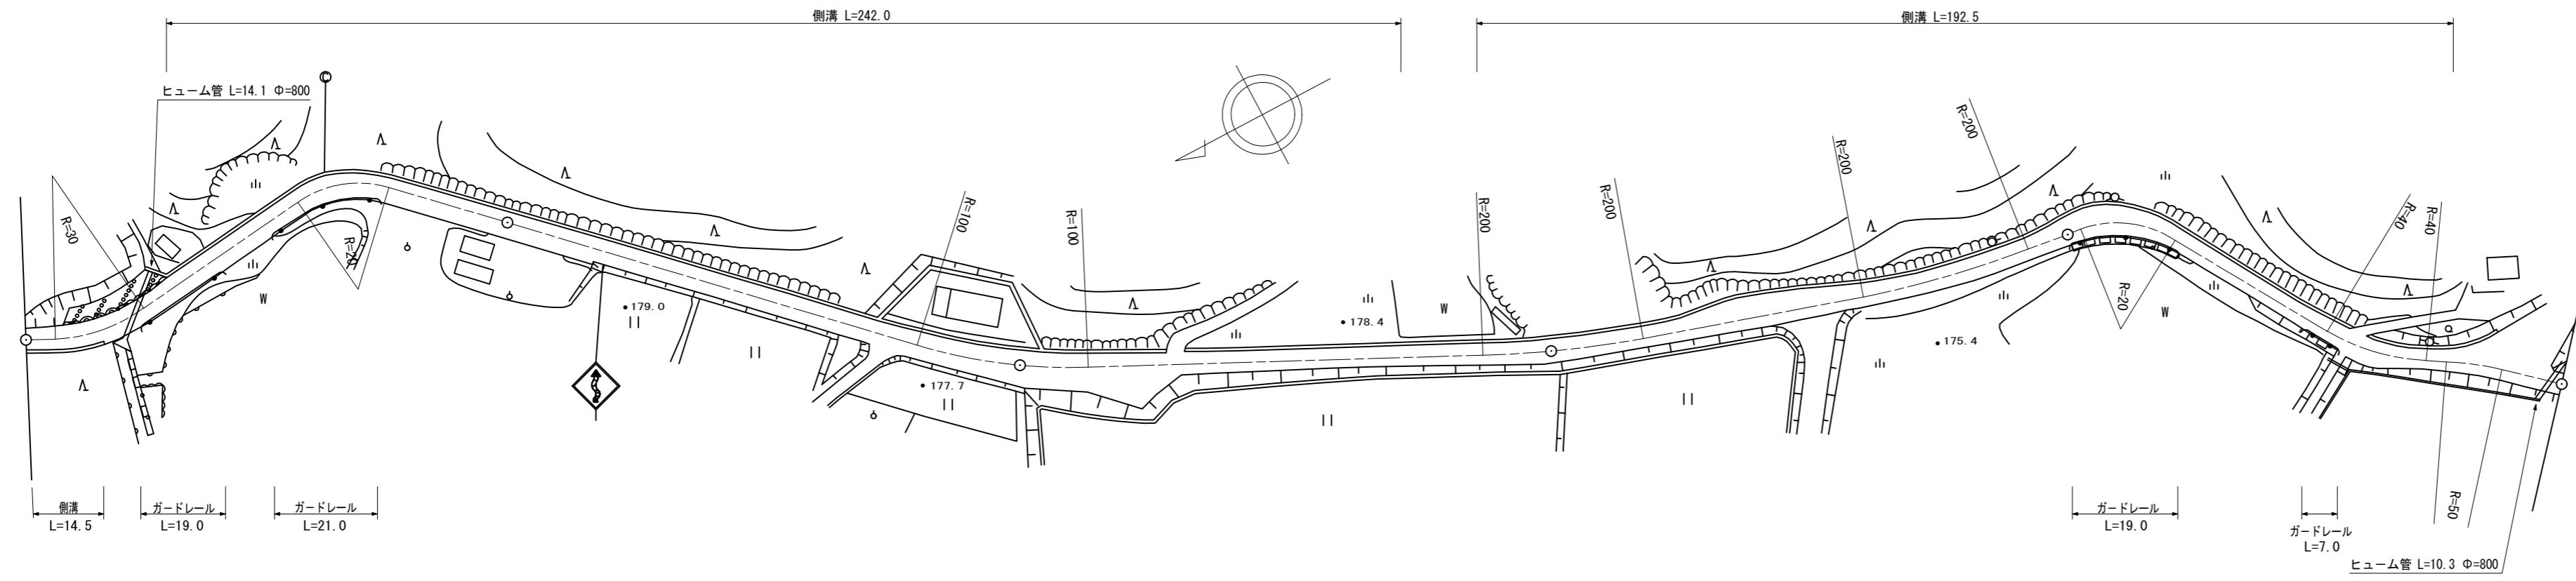 側溝 L=242.0
側溝 L=192.5
ヒューム管 L=14.1 Φ=800
R=30
R=20
R=100
R=100
R=200
R=200
R=200
R=200
R=20
R=40
R=40
R=50
W
179.0
177.7
178.4
W
175.4
W
側溝
L=14.5
ガードレール
L=19.0
ガードレール
L=21.0
ガードレール
L=19.0
ガードレール
L=7.0
ヒューム管 L=10.3 Φ=800